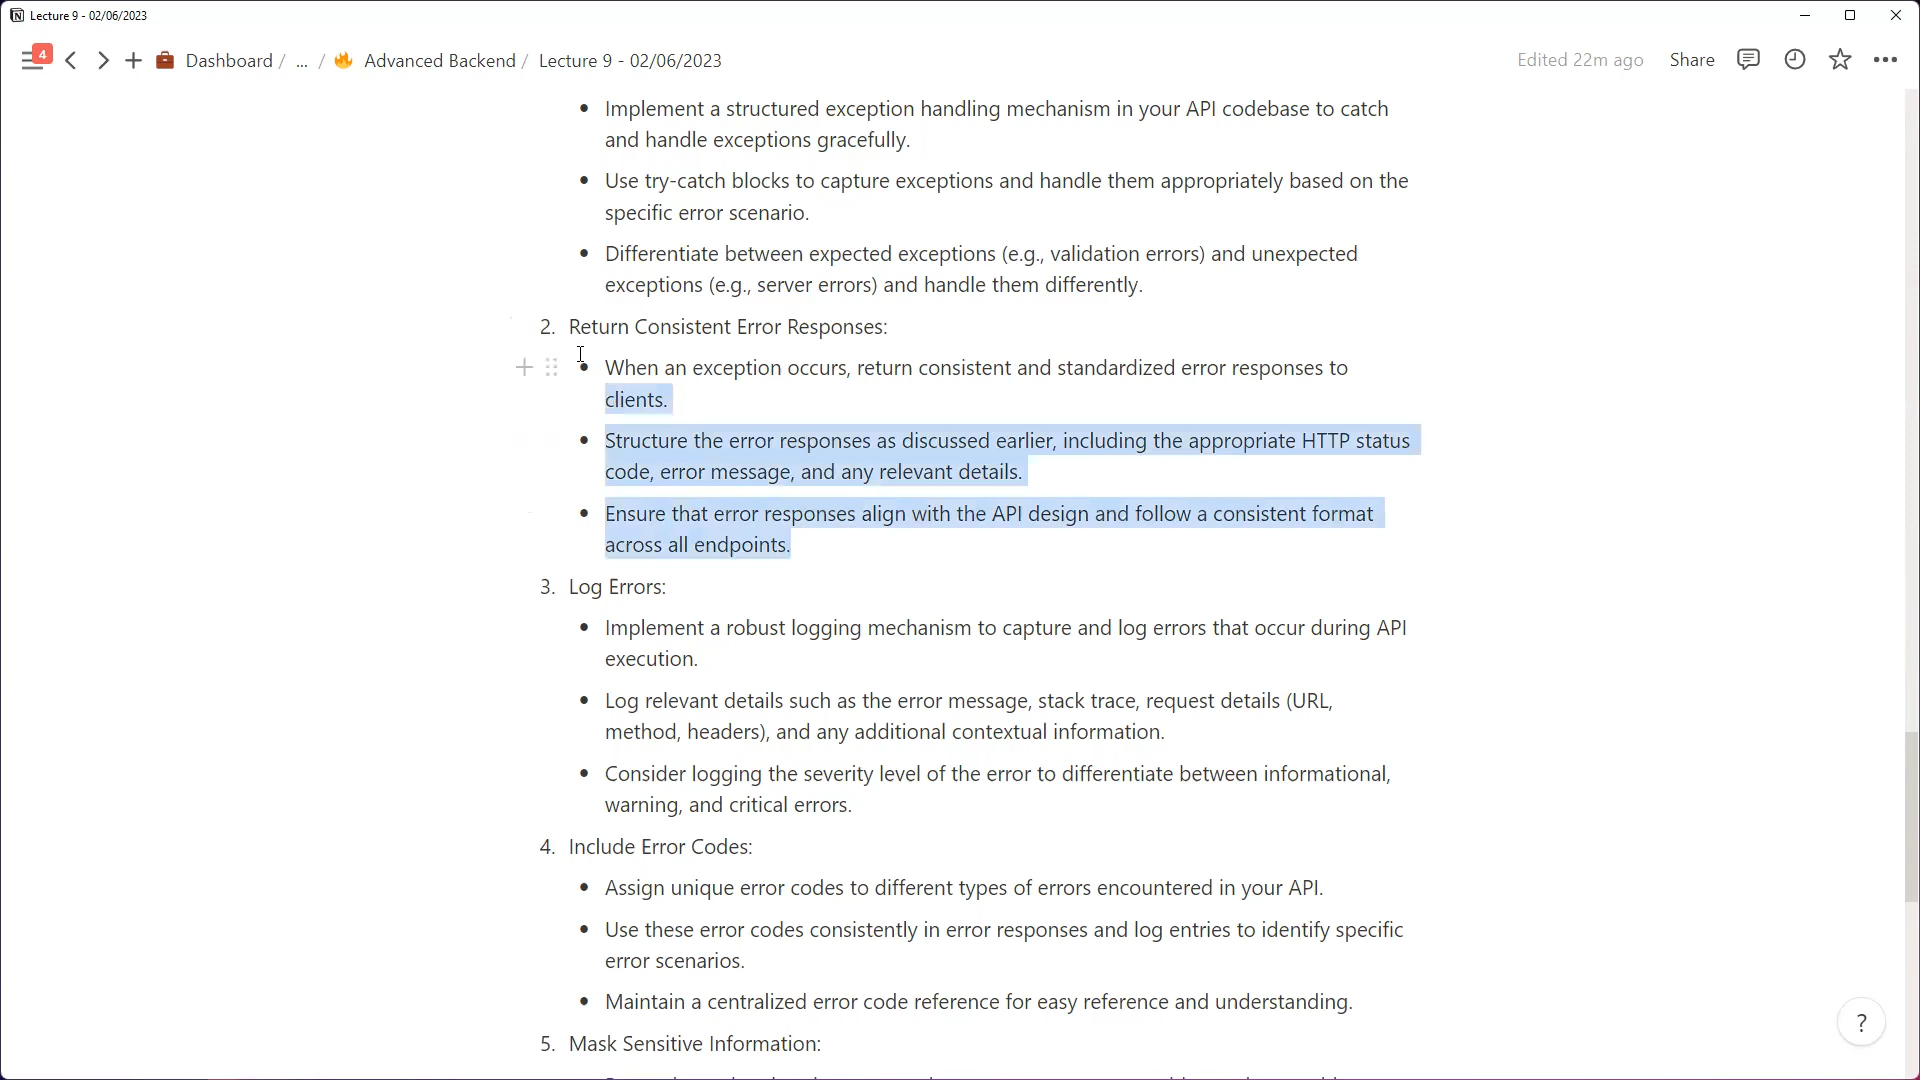 Lecture 9 - 02/06/2023
4
Dashboard / ... / Advanced Backend / Lecture 9 - 02/06/2023
Edited 22m ago Share
• Implement a structured exception handling mechanism in your API codebase to catch
and handle exceptions gracefully.
• Use try-catch blocks to capture exceptions and handle them appropriately based on the
specific error scenario.
• Differentiate between expected exceptions (e.g., validation errors) and unexpected
exceptions (e.g., server errors) and handle them differently.
2. Return Consistent Error Responses:
• When an exception occurs, return consistent and standardized error responses to
clients.
• Structure the error responses as discussed earlier, including the appropriate HTTP status
code, error message, and any relevant details.
• Ensure that error responses align with the API design and follow a consistent format
across all endpoints.
3. Log Errors:
• Implement a robust logging mechanism to capture and log errors that occur during API
execution.
• Log relevant details such as the error message, stack trace, request details (URL,
method, headers), and any additional contextual information.
• Consider logging the severity level of the error to differentiate between informational,
warning, and critical errors.
4. Include Error Codes:
• Assign unique error codes to different types of errors encountered in your API.
• Use these error codes consistently in error responses and log entries to identify specific
error scenarios.
• Maintain a centralized error code reference for easy reference and understanding.
5. Mask Sensitive Information:
?